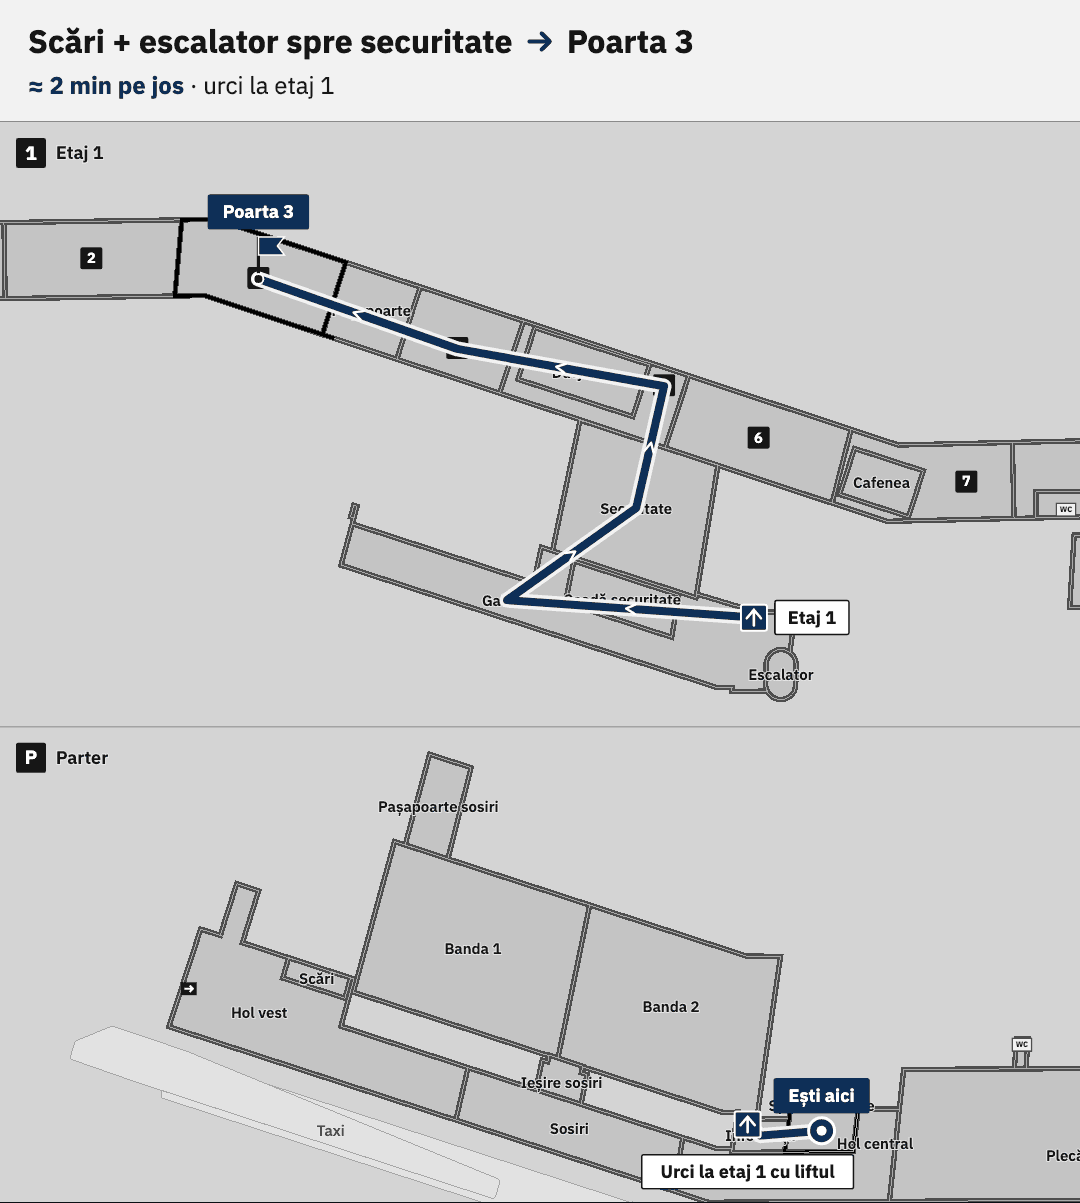 Scări + escalator spre securitate → Poarta 3
≈ 2 min pe jos · urci la etaj 1
1 Etaj 1
Poarta 3
2
6
Cafenea
7
WC
Etaj 1
Escalator
P Parter
Pașapoarte sosiri
Banda 1
Scări
Banda 2
Hol vest
WC
Ieșire sosiri
Ești aici
Taxi
Sosiri
Hol central
Urci la etaj 1 cu liftul